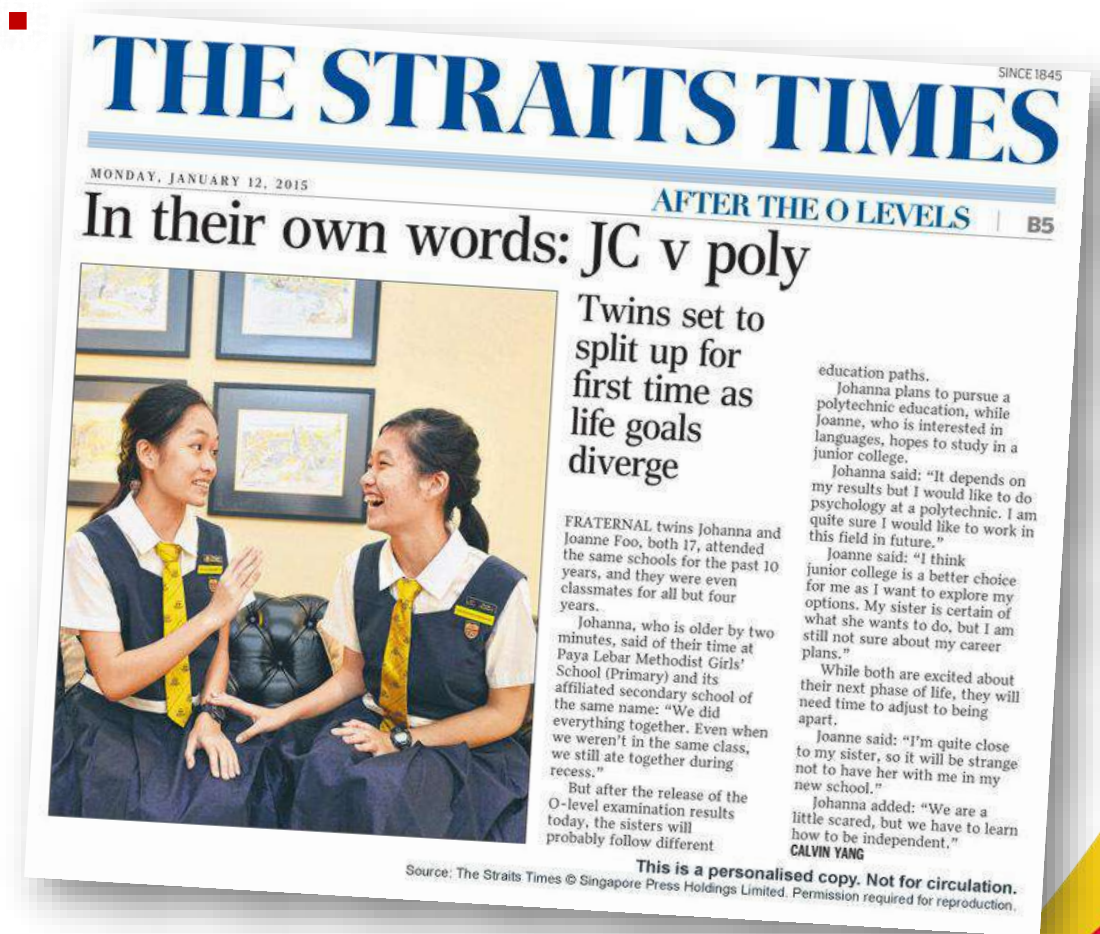 THE STRAITS TIMES
SINCE 1845
MONDAY, JANUARY 12, 2015
AFTER THE O LEVELS | B5
In their own words: JC v poly
Twins set to
split up for
first time as
life goals
diverge
FRATERNAL twins Johanna and
Joanne Foo, both 17, attended
the same schools for the past 10
years, and they were even
classmates for all but four
years.
Johanna, who is older by two
minutes, said of their time at
Paya Lebar Methodist Girls'
School (Primary) and its
affiliated secondary school of
the same name: “We did
everything together. Even when
we weren't in the same class,
we still ate together during
recess.”
But after the release of the
O-level examination results
today, the sisters will
probably follow different
education paths.
Johanna plans to pursue a
polytechnic education, while
Joanne, who is interested in
languages, hopes to study in a
junior college.
Johanna said: “It depends on
my results but I would like to do
psychology at a polytechnic. I am
quite sure I would like to work in
this field in future.”
Joanne said: “I think
junior college is a better choice
for me as I want to explore my
options. My sister is certain of
what she wants to do, but I am
still not sure about my career
plans.”
While both are excited about
their next phase of life, they will
need time to adjust to being
apart.
Joanne said: “I'm quite close
to my sister, so it will be strange
not to have her with me in my
new school.”
Johanna added: “We are a
little scared, but we have to learn
how to be independent.”
CALVIN YANG
This is a personalised copy. Not for circulation.
Source: The Straits Times © Singapore Press Holdings Limited. Permission required for reproduction.